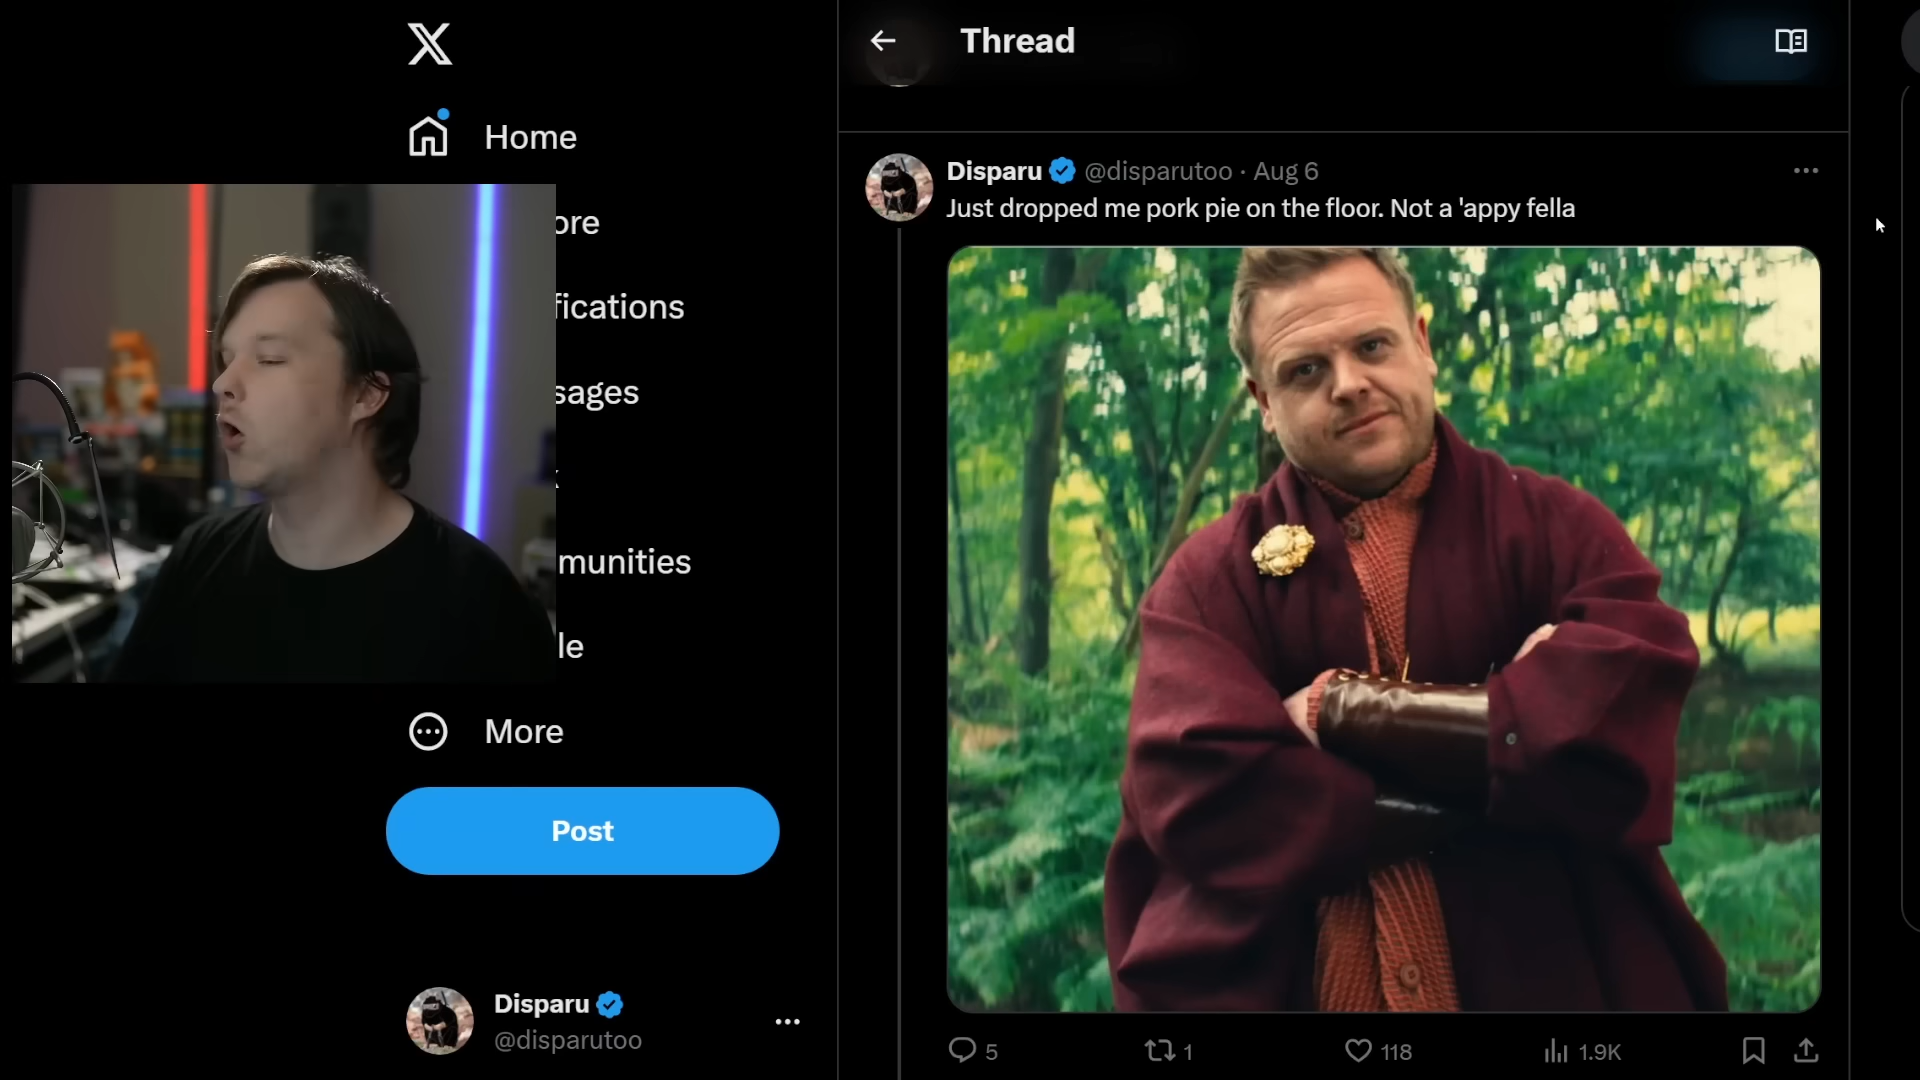 Home
ore
fications
sages
munities
le
More
Post
Disparu
@disparutoo
Thread
Disparu @disparutoo · Aug 6
Just dropped me pork pie on the floor. Not a 'appy fella
5 1 118 1.9K